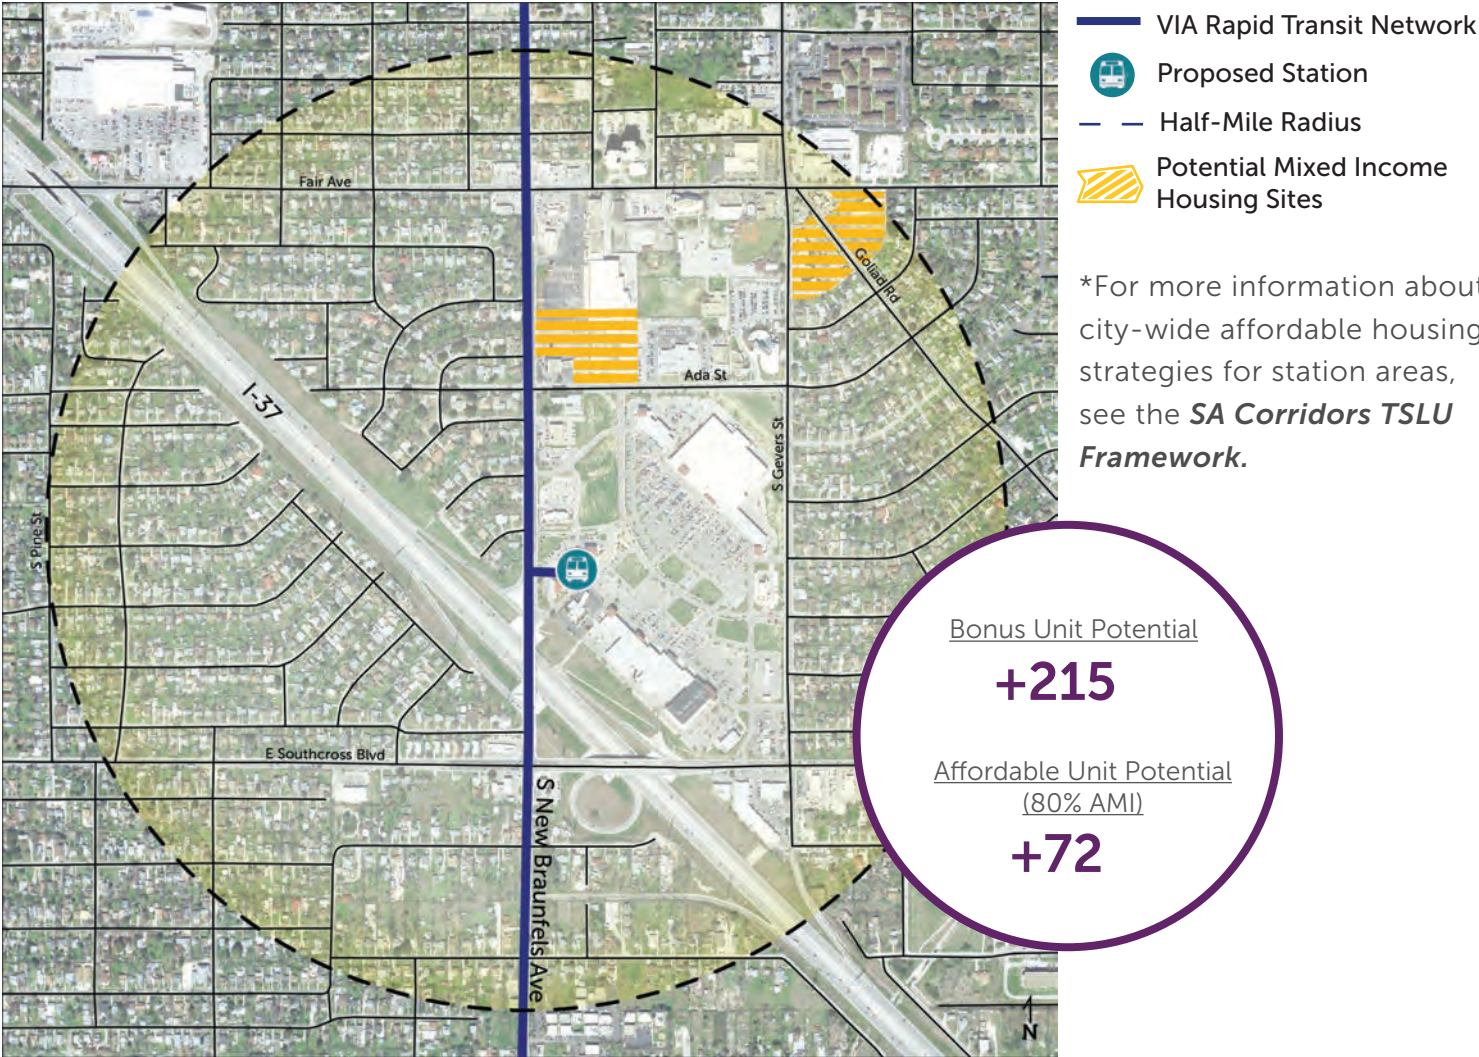 VIA Rapid Transit Network
Proposed Station
Half-Mile Radius
Potential Mixed Income
Housing Sites
*For more information about
city-wide affordable housing
strategies for station areas,
see the SA Corridors TSLU
Framework.
Fair Ave
Goliad Rd
Ada St
I-37
S Gevers St
S Pine St
E Southcross Blvd
S New Braunfels Ave
N
Bonus Unit Potential
+215
Affordable Unit Potential
(80% AMI)
+72